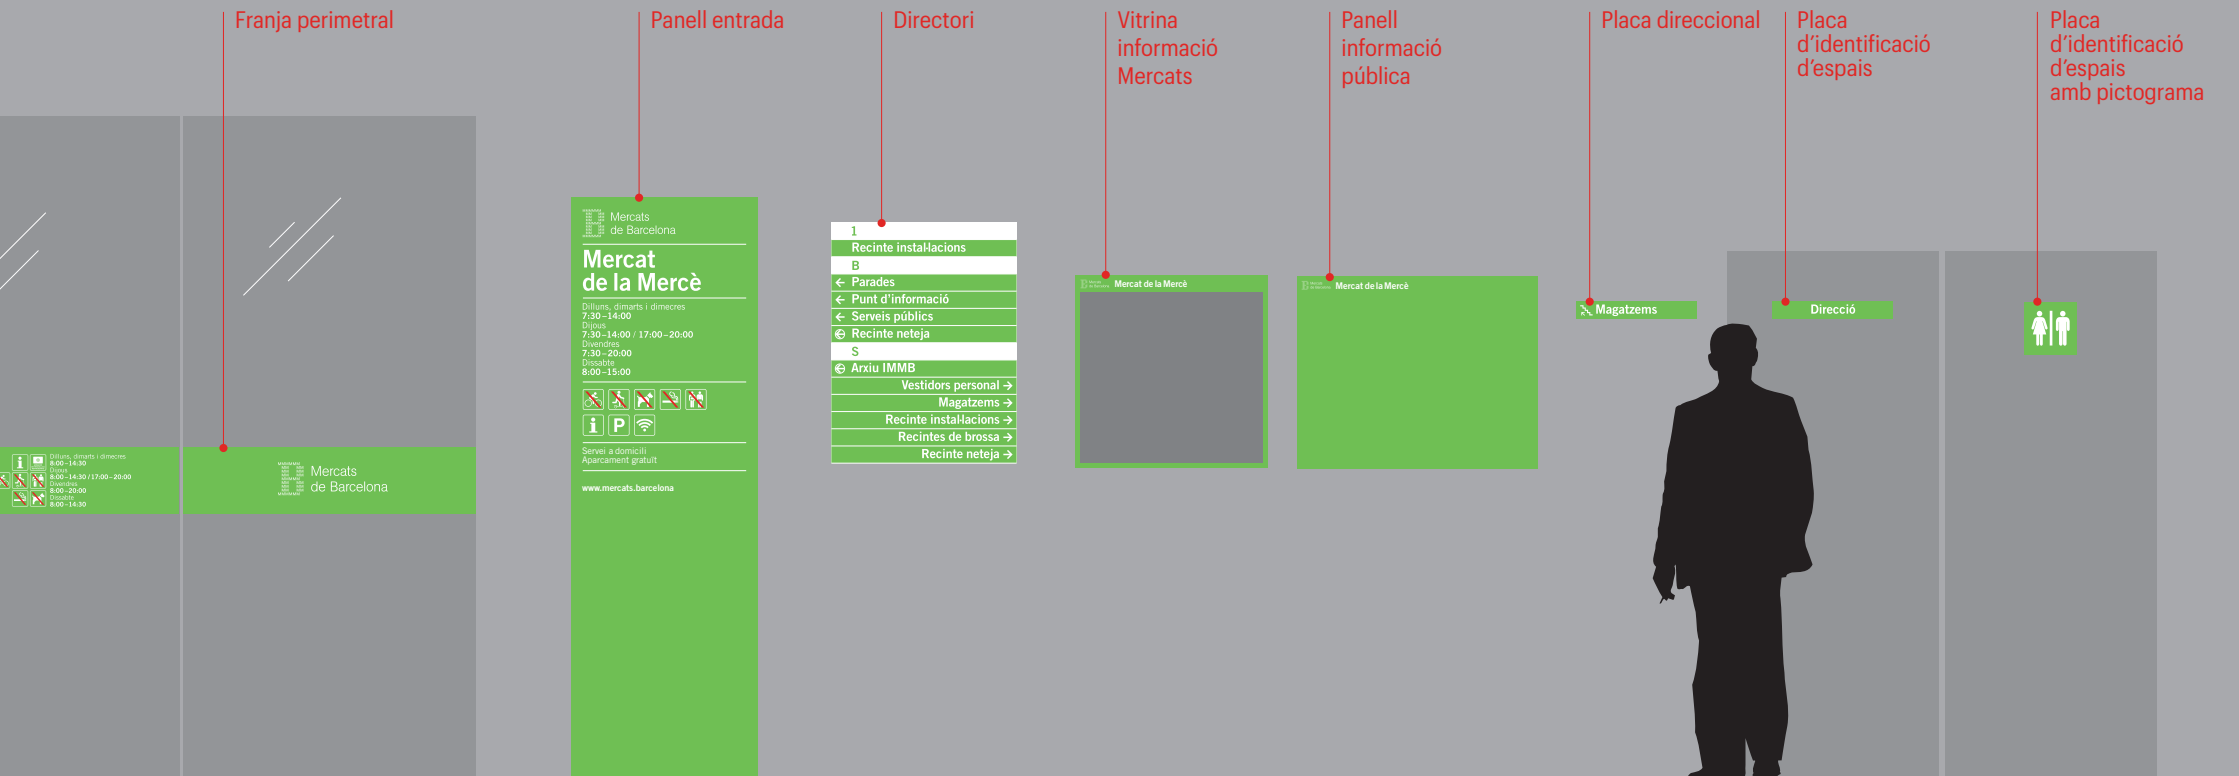 Franja perimetral
Panell entrada
Directori
Vitrina
informació
Mercats
Panell
informació
pública
Placa direccional
Placa
d'identificació
d'espais
Placa
d'identificació
d'espais
amb pictograma
Dilluns, dimarts i dimecres
8:00–14:30
Dijous
8:00–14:30 / 17:00–20:00
Divendres
8:00–20:00
Dissabte
8:00–14:30
Mercats
de Barcelona
Mercats
de Barcelona
Mercat
de la Mercè
Dilluns, dimarts i dimecres
7:30–14:00
Dijous
7:30–14:00 / 17:00–20:00
Divendres
7:30–20:00
Dissabte
8:00–15:00
i P
Servei a domicili
Aparcament gratuït
www.mercats.barcelona
1
Recinte instal·lacions
B
← Parades
← Punt d'informació
← Serveis públics
Recinte neteja
S
Arxiu IMMB
Vestidors personal →
Magatzems →
Recinte instal·lacions →
Recintes de brossa →
Recinte neteja →
Mercat de la Mercè
Mercat de la Mercè
Magatzems
Direcció